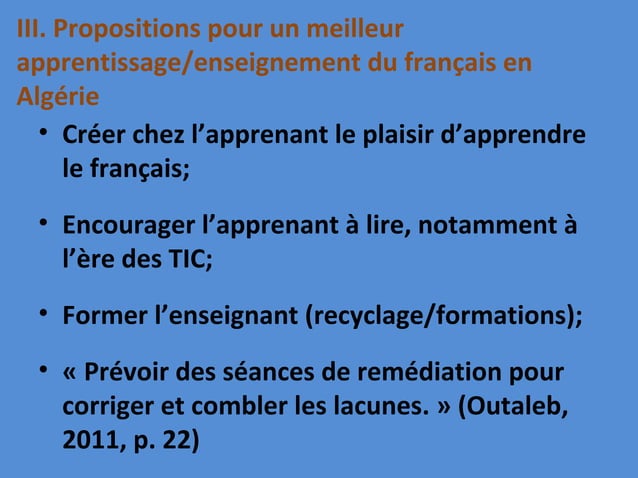 III. Propositions pour un meilleur
apprentissage/enseignement du français en
Algérie
• Créer chez l’apprenant le plaisir d’apprendre
le français;
• Encourager l’apprenant à lire, notamment à
l’ère des TIC;
• Former l’enseignant (recyclage/formations);
• « Prévoir des séances de remédiation pour
corriger et combler les lacunes. » (Outaleb,
2011, p. 22)